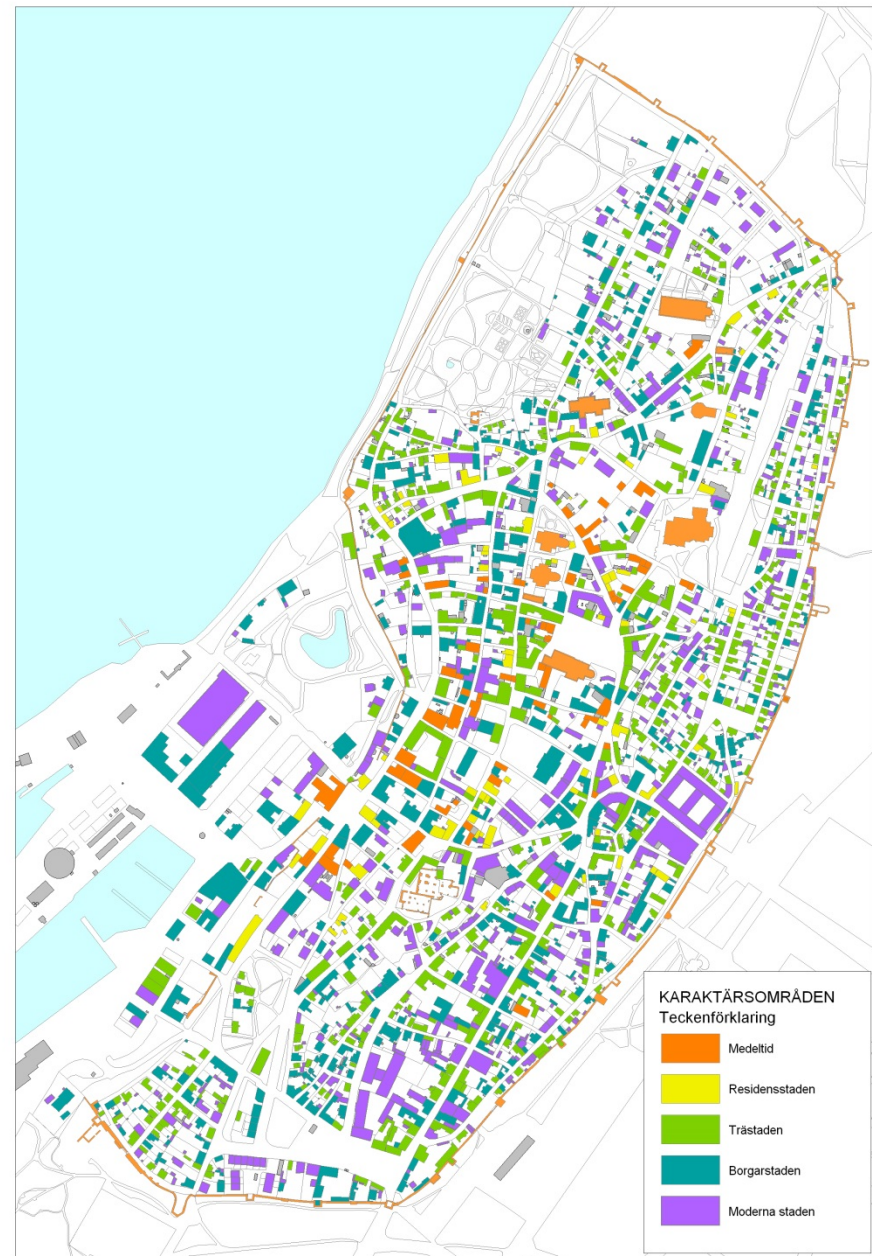 KARAKTÄRSOMRÅDEN
Teckenförklaring
Medeltid
Residensstaden
Trästaden
Borgarstaden
Moderna staden